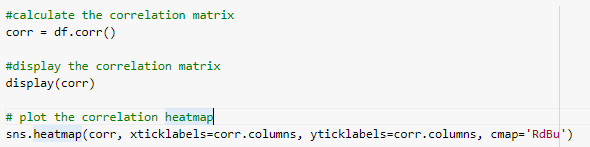 #calculate the correlation matrix
corr = df.corr()
#display the correlation matrix
display(corr)
# plot the correlation heatmap
sns.heatmap(corr, xticklabels=corr.columns, yticklabels=corr.columns, cmap='RdBu')